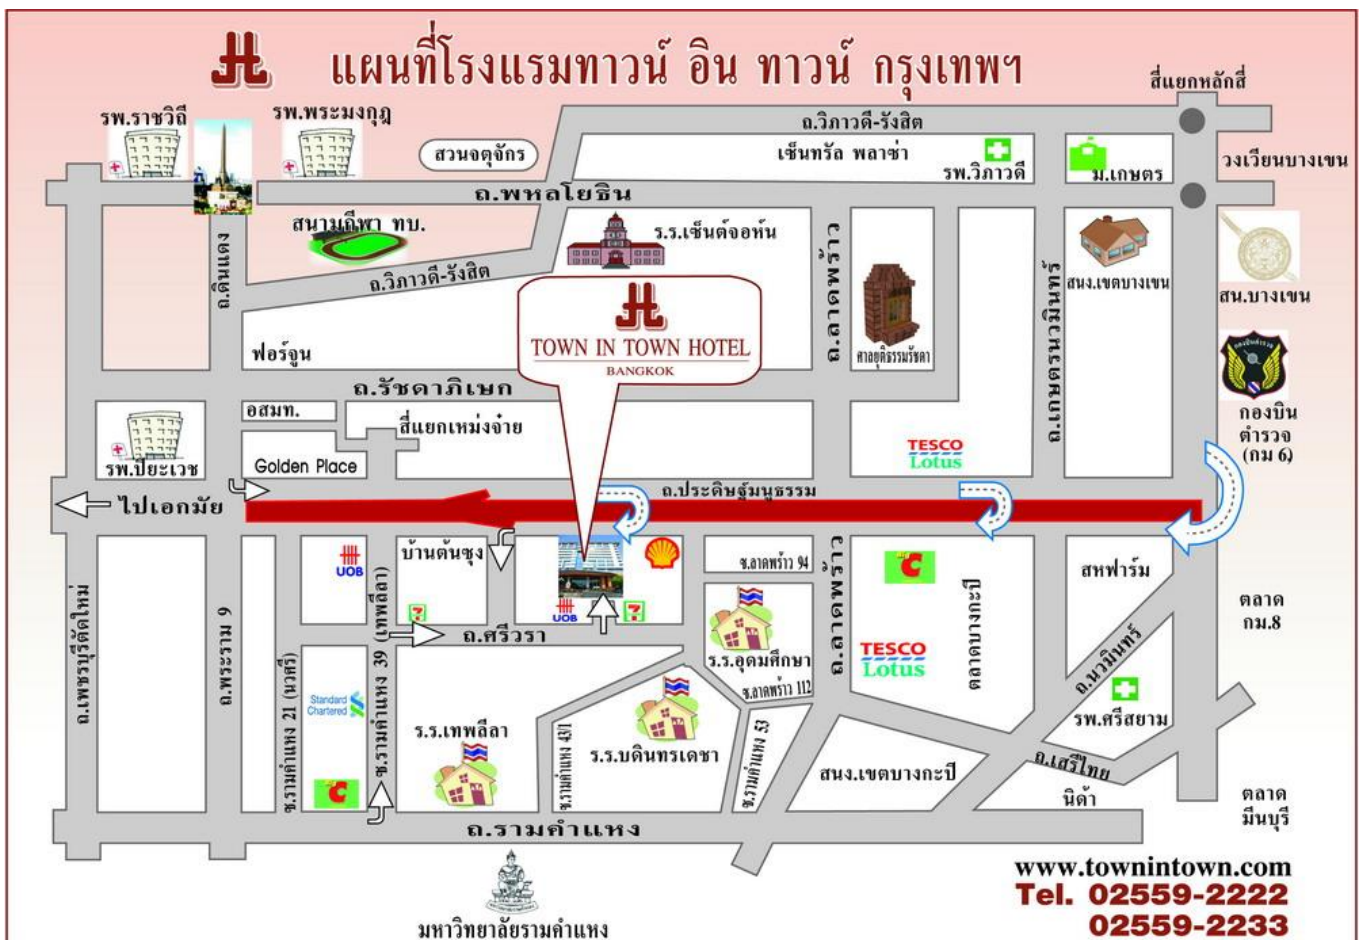 แผนที่โรงแรมทาวน์ อิน ทาวน์ กรุงเทพฯ
สี่แยกหลักสี่
รพ.ราชวิถี
รพ.พระมงกุฎ
สวนจตุจักร
ถ.วิภาวดี-รังสิต
เซ็นทรัล พลาซ่า
รพ.วิภาวดี
ม.เกษตร
วงเวียนบางเขน
ถ.พหลโยธิน
สนามกีฬา ทบ.
ร.ร.เซ็นต์จอห์น
ถ.ดินแดง
ถ.วิภาวดี-รังสิต
ถ.ลาดพร้าว
ศาลยุติธรรมรัชดา
ถ.เกษตรนวมินทร์
สนง.เขตบางเขน
สน.บางเขน
TOWN IN TOWN HOTEL
BANGKOK
ฟอร์จูน
ถ.รัชดาภิเษก
อสมท.
สี่แยกเหม่งจ๋าย
กองบิน
ตำรวจ
(กม 6)
รพ.ปิยะเวช
Golden Place
TESCO
Lotus
ไปเอกมัย
ถ.ประดิษฐ์มนูธรรม
UOB
บ้านตันซุง
7
UOB
7
ซ.ลาดพร้าว 94
ถ.ลาดพร้าว
Big C
ตลาดบางกะปิ
สหฟาร์ม
ตลาด
กม.8
ถ.เพชรบุรีตัดใหม่
ถ.พระราม 9
ซ.รามคำแหง 21 (นวศรี)
ซ.รามคำแหง 39 (เทพลีลา)
ถ.ศรีวรา
ร.ร.อุดมศึกษา
ซ.ลาดพร้าว 112
TESCO
Lotus
ถ.นวมินทร์
รพ.ศรีสยาม
Standard
Chartered
ร.ร.เทพลีลา
ซ.รามคำแหง 43/1
ร.ร.บดินทรเดชา
ซ.รามคำแหง 53
สนง.เขตบางกะปิ
ถ.เสรีไทย
นิด้า
ตลาด
มีนบุรี
Big C
ถ.รามคำแหง
มหาวิทยาลัยรามคำแหง
www.townintown.com
Tel. 02559-2222
02559-2233